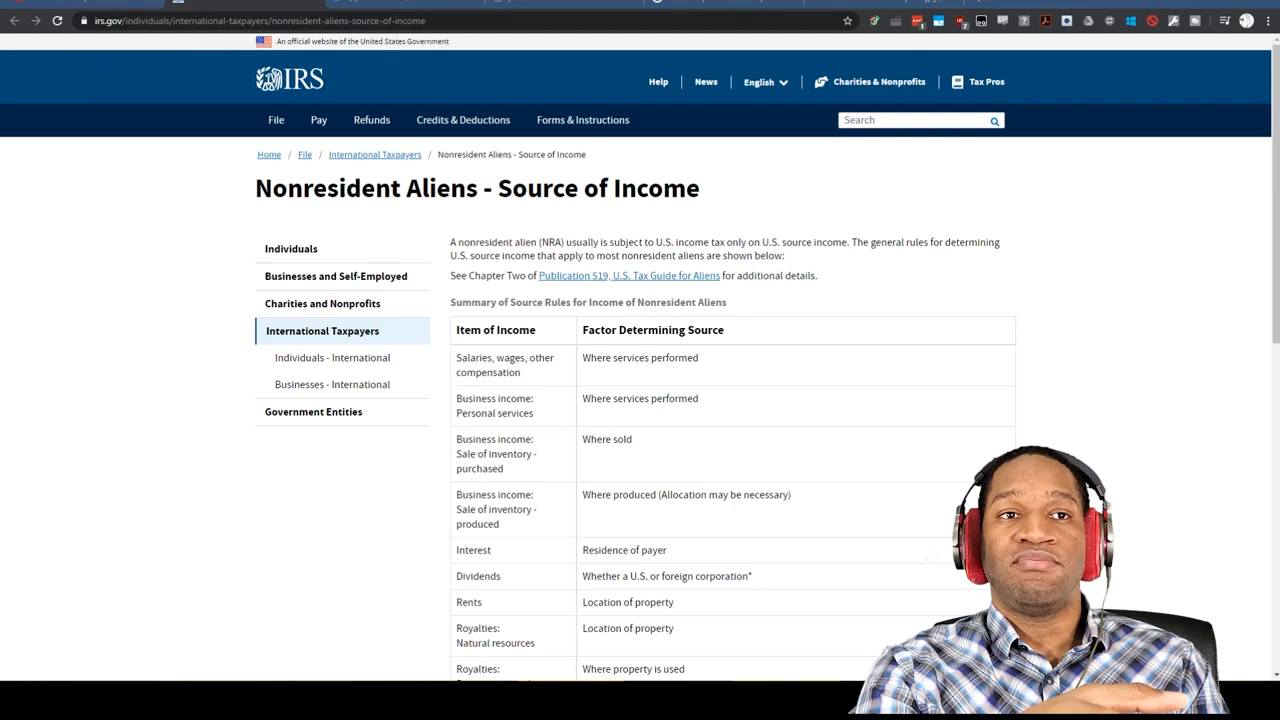 irs.gov/individuals/international-taxpayers/nonresident-aliens-source-of-income
An official website of the United States Government
IRS
Help
News
English
Charities & Nonprofits
Tax Pros
File
Pay
Refunds
Credits & Deductions
Forms & Instructions
Search
Home / File / International Taxpayers / Nonresident Aliens - Source of Income
Nonresident Aliens - Source of Income
Individuals
Businesses and Self-Employed
Charities and Nonprofits
International Taxpayers
Individuals - International
Businesses - International
Government Entities
A nonresident alien (NRA) usually is subject to U.S. income tax only on U.S. source income. The general rules for determining
U.S. source income that apply to most nonresident aliens are shown below:
See Chapter Two of Publication 519, U.S. Tax Guide for Aliens for additional details.
Summary of Source Rules for Income of Nonresident Aliens
Item of Income
Factor Determining Source
Salaries, wages, other
compensation
Where services performed
Business income:
Personal services
Where services performed
Business income:
Sale of inventory -
purchased
Where sold
Business income:
Sale of inventory -
produced
Where produced (Allocation may be necessary)
Interest
Residence of payer
Dividends
Whether a U.S. or foreign corporation*
Rents
Location of property
Royalties:
Natural resources
Location of property
Royalties:
Where property is used